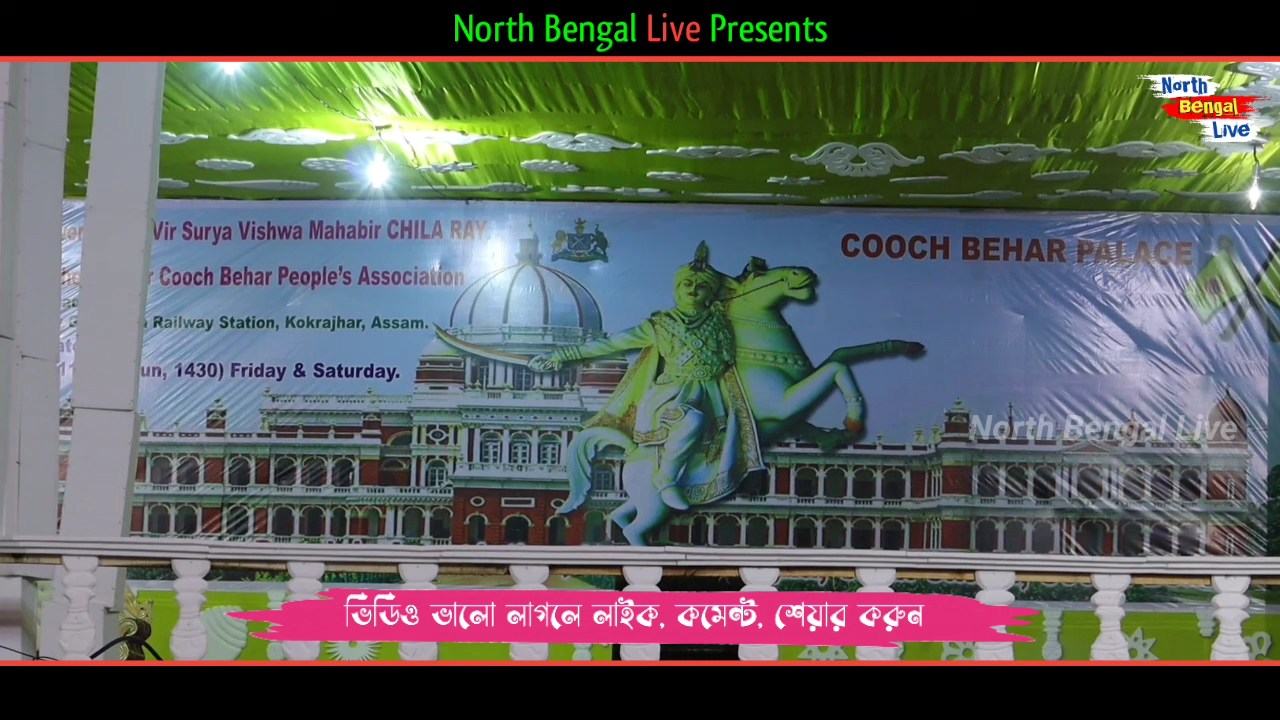 North Bengal Live Presents
North
Bengal
Live
Vir Surya Vishwa Mahabir CHILA RAY
Cooch Behar People's Association
Railway Station, Kokrajhar, Assam.
1430) Friday & Saturday.
COOCH BEHAR PALACE
North Bengal Live
ভিডিও ভালো লাগলে লাইক, কমেন্ট, শেয়ার করুন